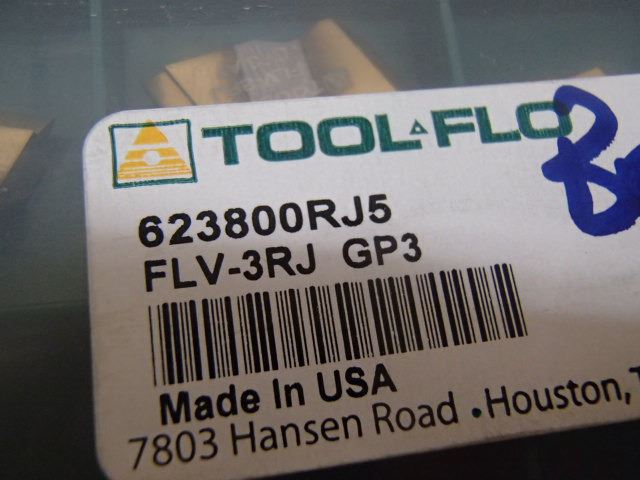 TOOL-FLO
623800RJ5
FLV-3RJ GP3
Made In USA
7803 Hansen Road • Houston, T